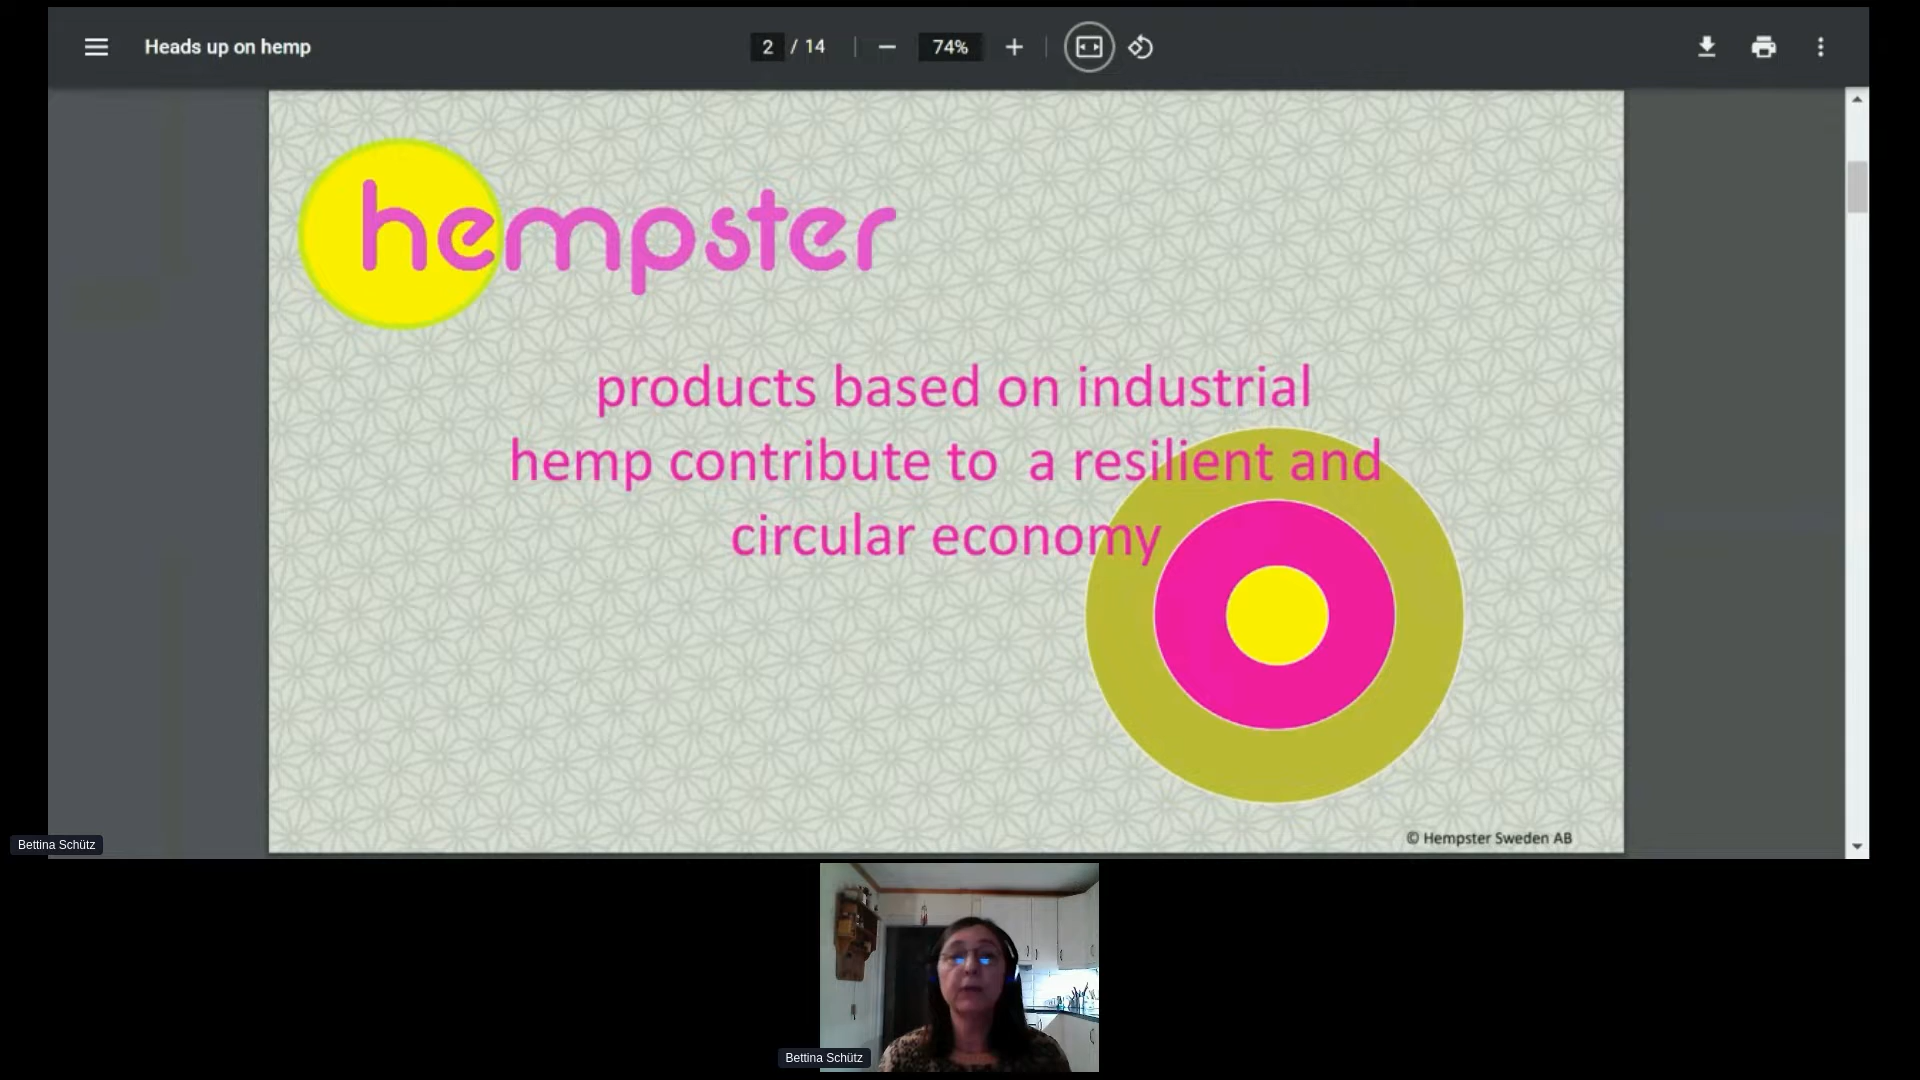 Heads up on hemp
2 / 14
74%
hempster
products based on industrial
hemp contribute to a resilient and
circular economy
© Hempster Sweden AB
Bettina Schütz
Bettina Schütz